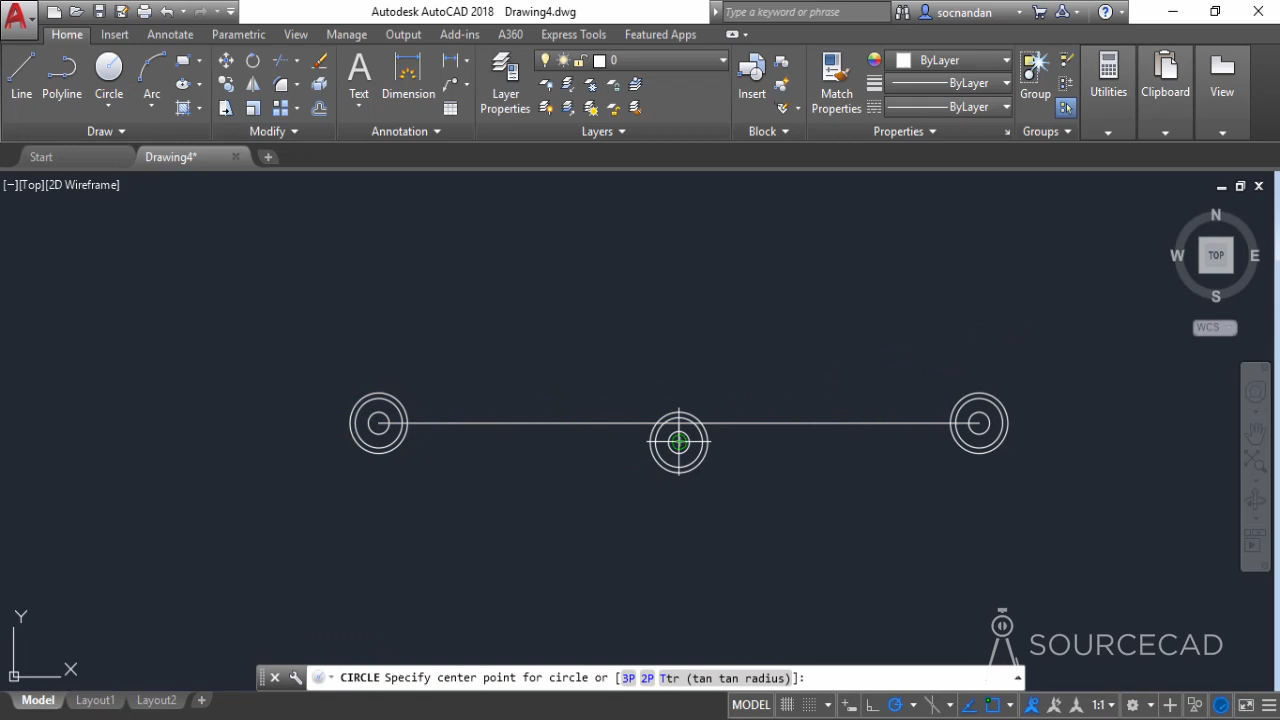 Autodesk AutoCAD 2018 Drawing4.dwg Type a keyword or phrase socnandan
Home Insert Annotate Parametric View Manage Output Add-ins A360 Express Tools Featured Apps
Line Polyline Circle Arc Text Dimension Layer Properties 0 Insert Match Properties ByLayer ByLayer ByLayer Group Utilities Clipboard View
Draw Modify Annotation Layers Block Properties Groups
Start Drawing4*
[−][Top][2D Wireframe]
N
W TOP E
S
WCS
Y
X
SOURCECAD
CIRCLE Specify center point for circle or [3P 2P Ttr (tan tan radius)]:
Model Layout1 Layout2 MODEL 1:1